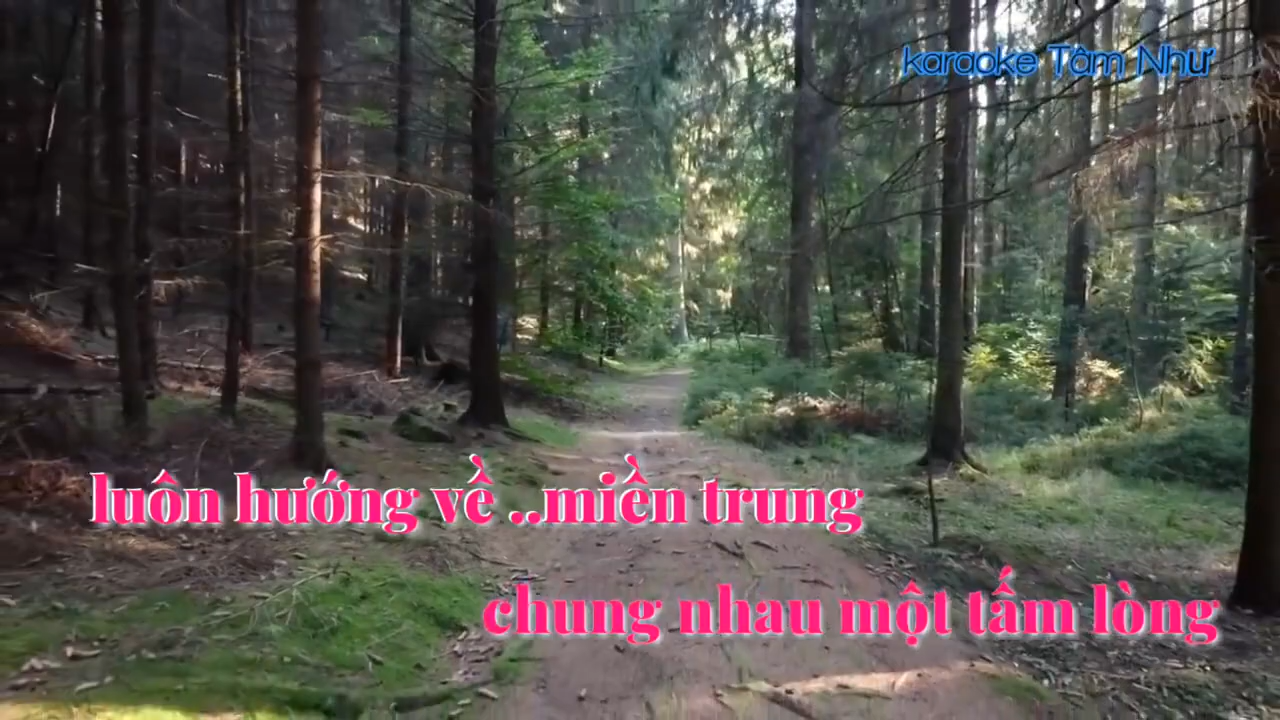 karaoke Tâm Như
luôn hướng về ..miền trung
chung nhau một tấm lòng